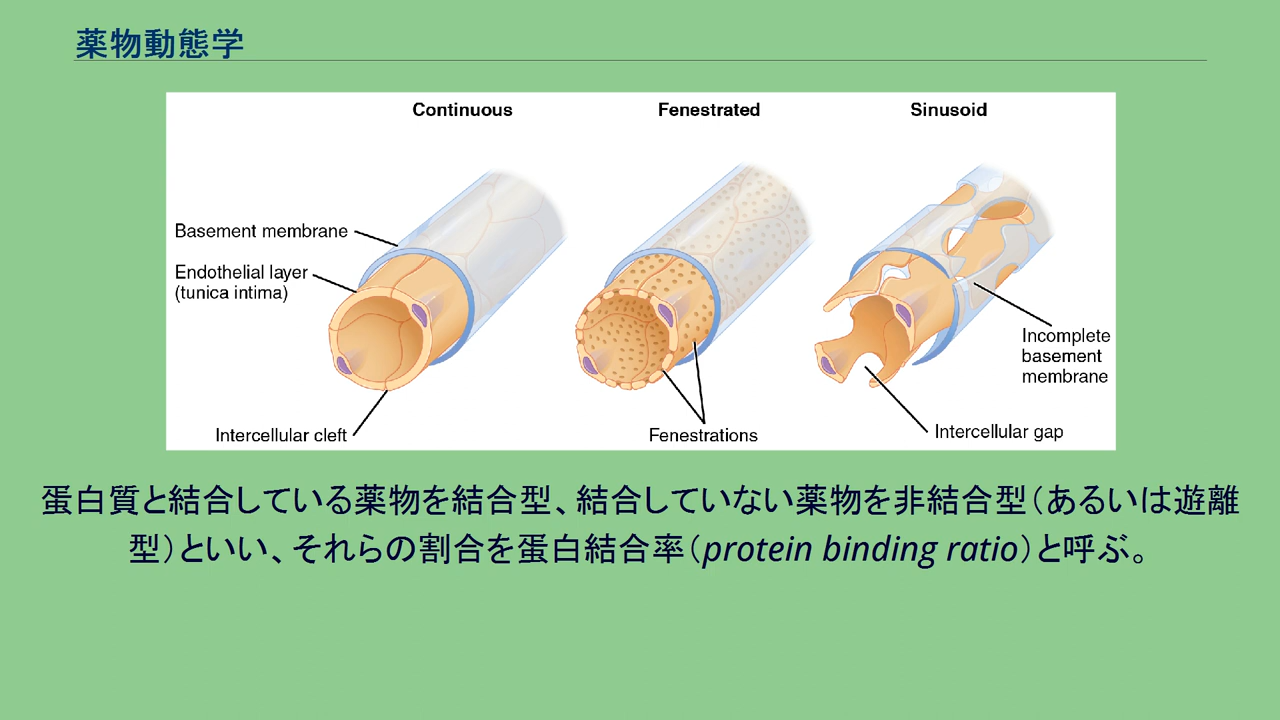 薬物動態学
Continuous
Fenestrated
Sinusoid
Basement membrane
Endothelial layer
(tunica intima)
Intercellular cleft
Fenestrations
Incomplete
basement
membrane
Intercellular gap
蛋白質と結合している薬物を結合型、結合していない薬物を非結合型（あるいは遊離
型）といい、それらの割合を蛋白結合率（protein binding ratio）と呼ぶ。